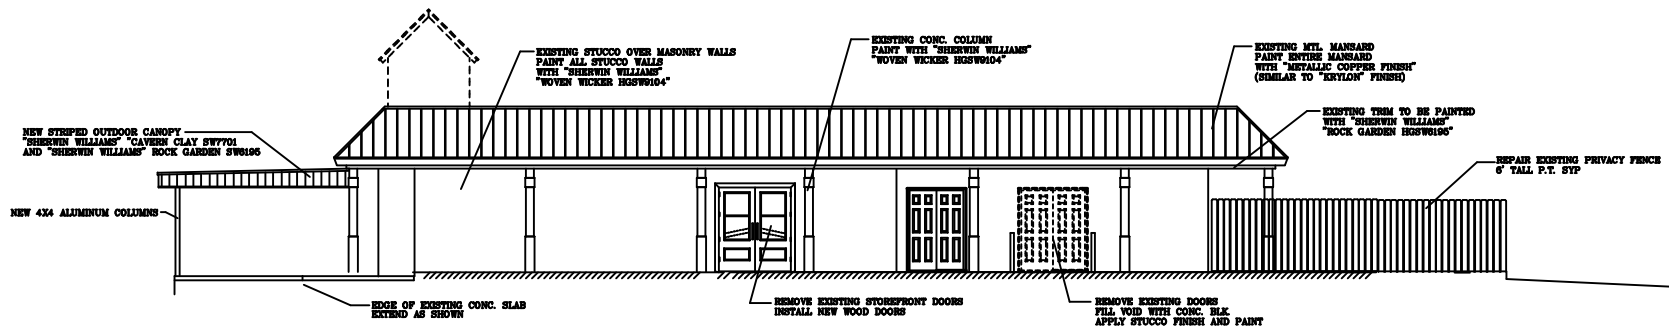 EXISTING STUCCO OVER MASONRY WALLS
PAINT ALL STUCCO WALLS
WITH "SHERWIN WILLIAMS"
"WOVEN WICKER HGSW9104"
EXISTING CONC. COLUMN
PAINT WITH "SHERWIN WILLIAMS"
"WOVEN WICKER HGSW9104"
EXISTING MTL. MANSARD
PAINT ENTIRE MANSARD
WITH "METALLIC COPPER FINISH"
(SIMILAR TO "KRYLON" FINISH)
EXISTING TRIM TO BE PAINTED
WITH "SHERWIN WILLIAMS"
"ROCK GARDEN HGSW6195"
NEW STRIPED OUTDOOR CANOPY
"SHERWIN WILLIAMS" "CAVERN CLAY SW7701
AND "SHERWIN WILLIAMS" ROCK GARDEN SW6195
REPAIR EXISTING PRIVACY FENCE
6' TALL P.T. SYP
NEW 4X4 ALUMINUM COLUMNS
EDGE OF EXISTING CONC. SLAB
EXTEND AS SHOWN
REMOVE EXISTING STOREFRONT DOORS
INSTALL NEW WOOD DOORS
REMOVE EXISTING DOORS
FILL VOID WITH CONC. BLK.
APPLY STUCCO FINISH AND PAINT